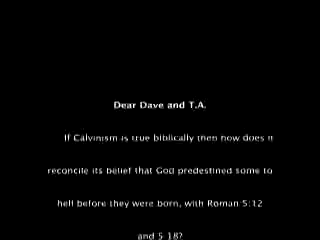 Dear Dave and T.A.
If Calvinism is true biblically then how does it
reconcile its belief that God predestined some to
hell before they were born, with Roman 5:12
and 5:18?